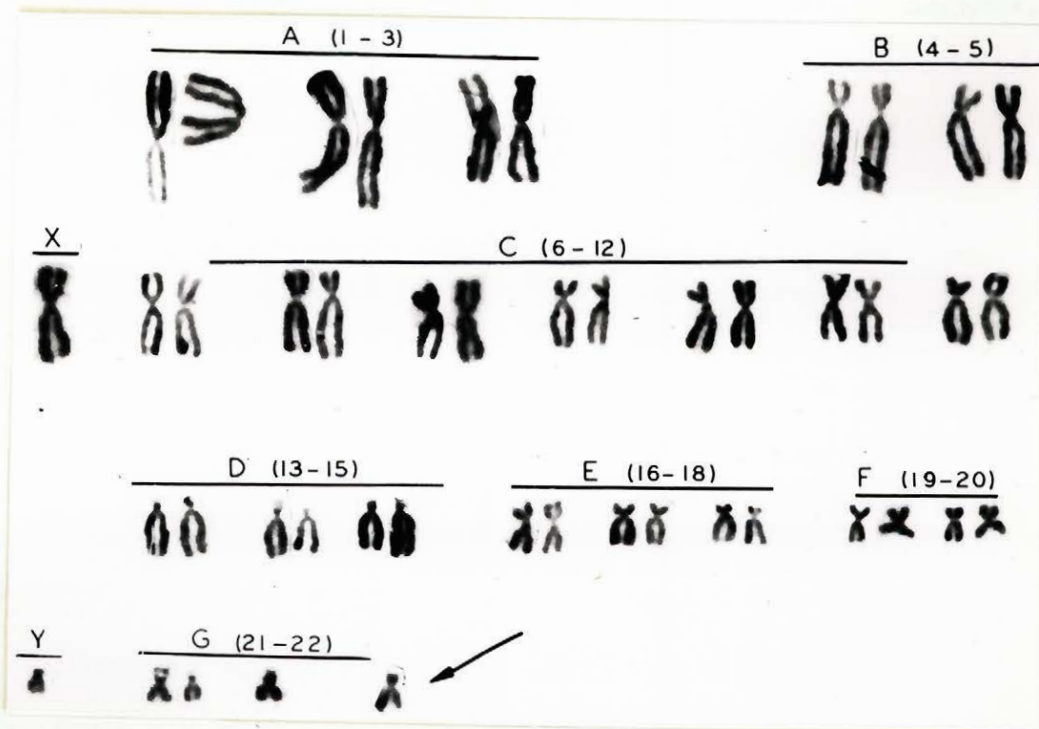 A (1-3)
B (4-5)
X
C (6-12)
D (13-15)
E (16-18)
F (19-20)
Y
G (21-22)